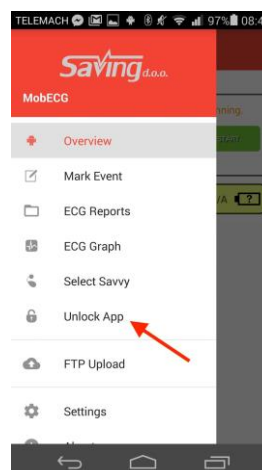 TELEMACH 97% 08:4
Saving d.o.o.
MobECG
nning.
START
Overview
Mark Event
ECG Reports
/A ?
ECG Graph
Select Savvy
Unlock App
FTP Upload
Settings